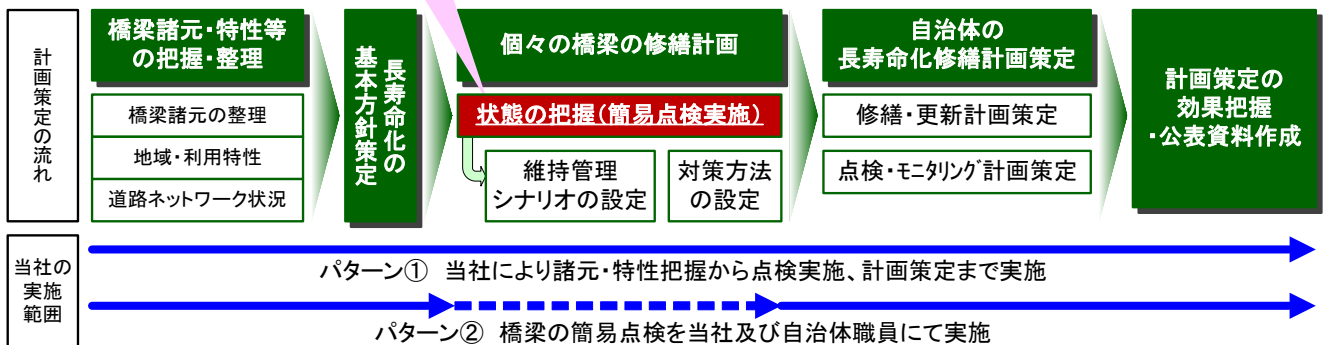 計画策定の流れ
橋梁諸元・特性等
の把握・整理
橋梁諸元の整理
地域・利用特性
道路ネットワーク状況
長寿命化の
基本方針策定
個々の橋梁の修繕計画
状態の把握(簡易点検実施)
維持管理
シナリオの設定
対策方法
の設定
自治体の
長寿命化修繕計画策定
修繕・更新計画策定
点検・モニタリング計画策定
計画策定の
効果把握
・公表資料作成
当社の
実施
範囲
パターン① 当社により諸元・特性把握から点検実施、計画策定まで実施
パターン② 橋梁の簡易点検を当社及び自治体職員にて実施